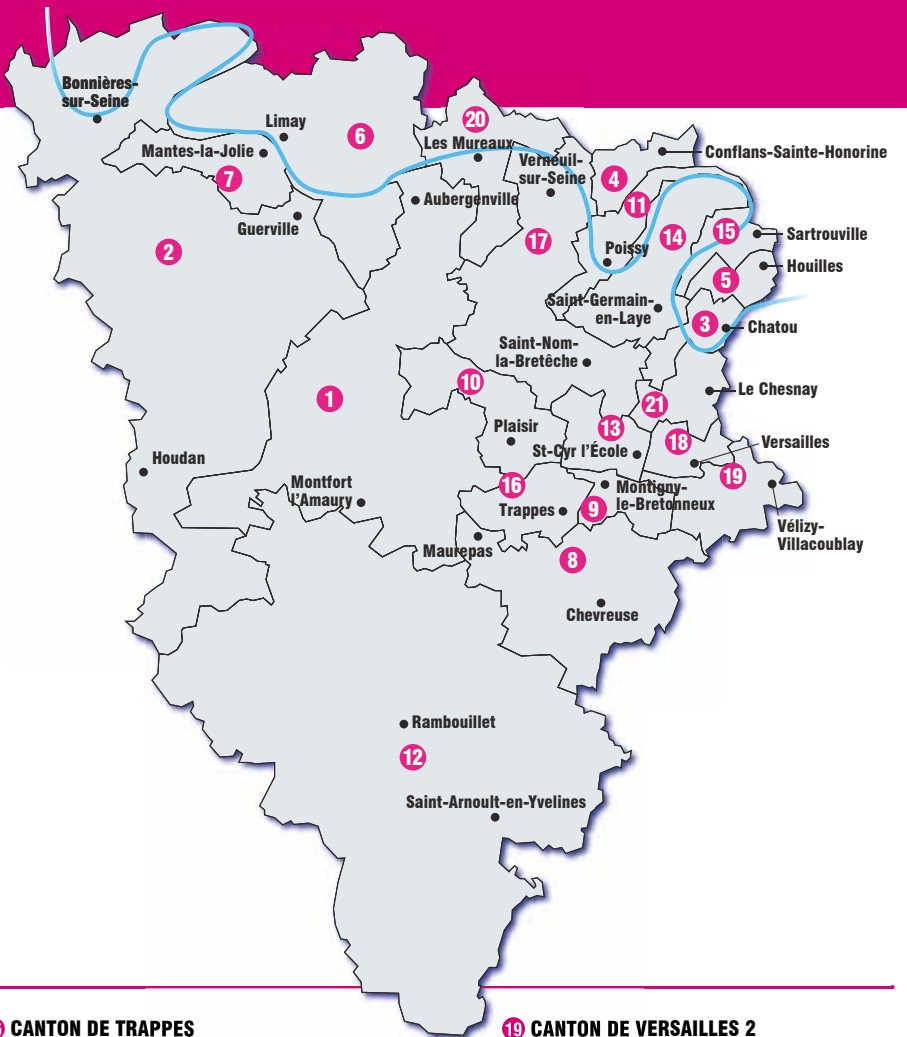 Bonnières-
sur-Seine
Limay
20
6
Les Mureaux
Mantes-la-Jolie
Conflans-Sainte-Honorine
Verneuil-
sur-Seine
7
4
Aubergenville
11
Guerville
15
Sartrouville
17
14
2
Poissy
Houilles
5
Saint-Germain-
en-Laye
3
Chatou
Saint-Nom-
la-Bretêche
10
Le Chesnay
1
21
Plaisir
13
18
Versailles
St-Cyr l'École
Houdan
19
Montfort
l'Amaury
16
Montigny-
le-Bretonneux
Trappes
9
Vélizy-
Villacoublay
Maurepas
8
Chevreuse
Rambouillet
12
Saint-Arnoult-en-Yvelines
CANTON DE TRAPPES
19 CANTON DE VERSAILLES 2